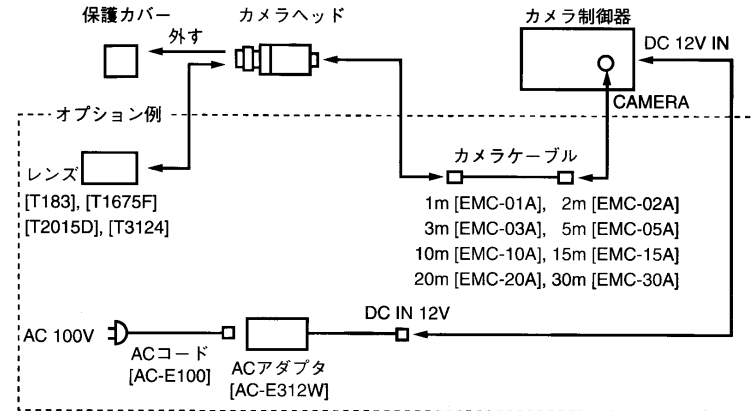 保護カバー
カメラヘッド
カメラ制御器
外す
DC 12V IN
CAMERA
オプション例
レンズ
[T183], [T1675F]
[T2015D], [T3124]
カメラケーブル
1m [EMC-01A], 2m [EMC-02A]
3m [EMC-03A], 5m [EMC-05A]
10m [EMC-10A], 15m [EMC-15A]
20m [EMC-20A], 30m [EMC-30A]
DC IN 12V
AC 100V
ACコード
[AC-E100]
ACアダプタ
[AC-E312W]